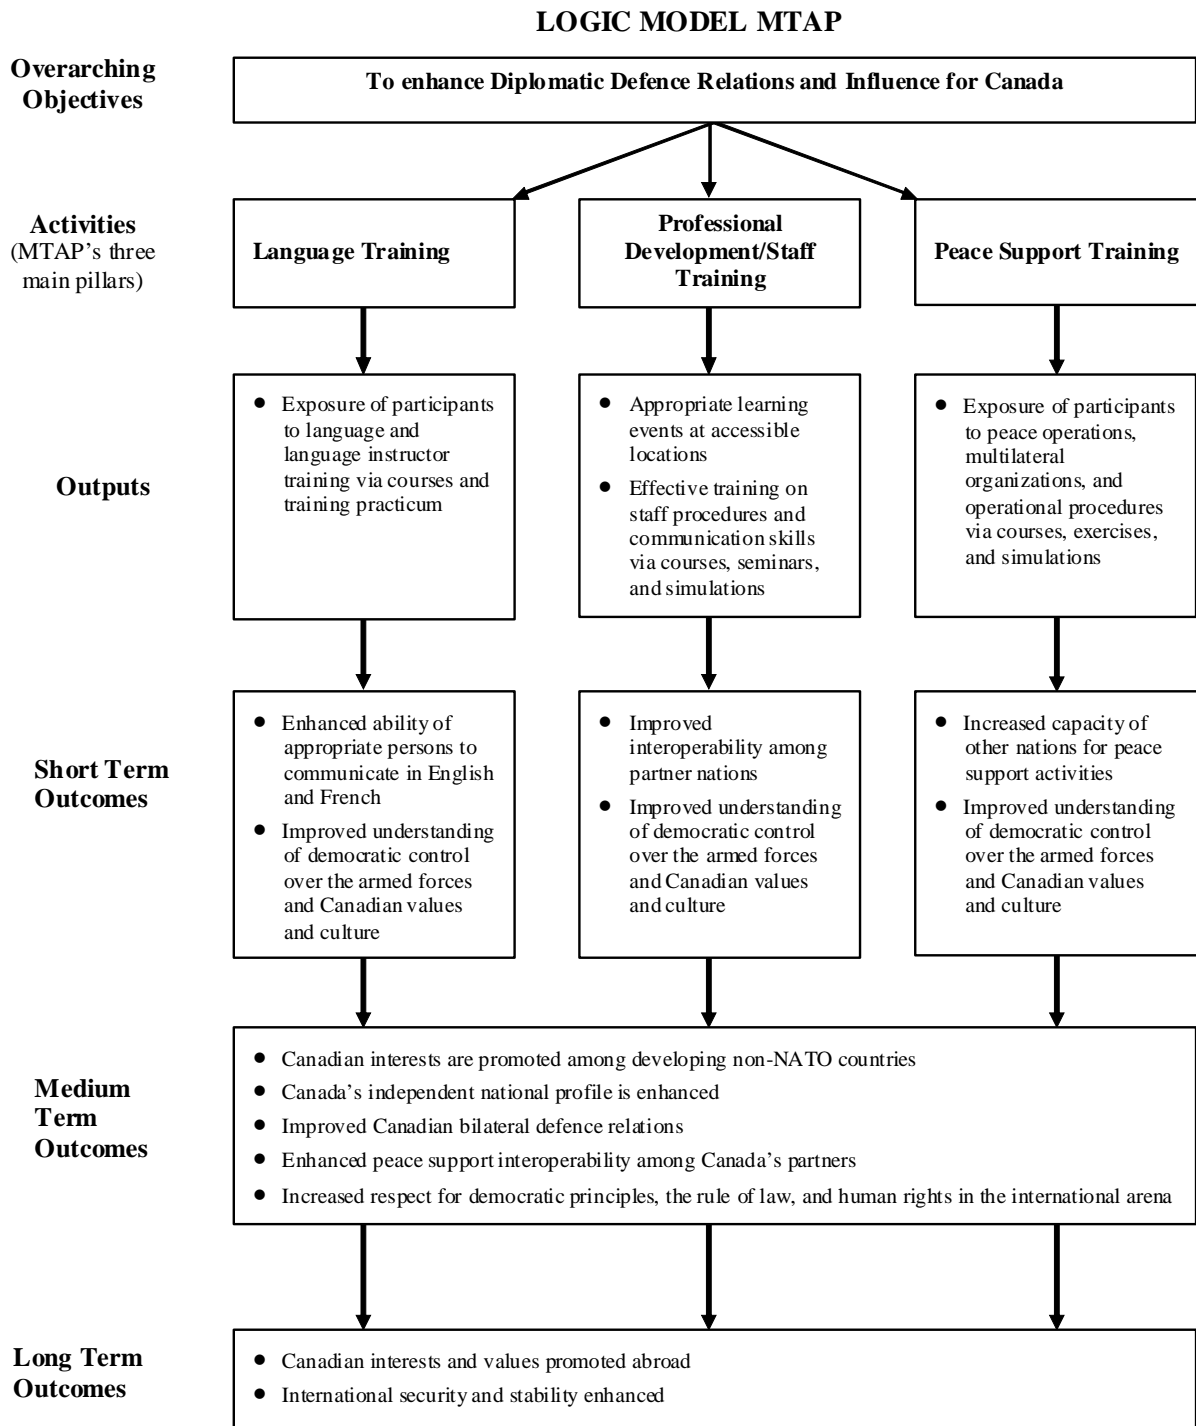 LOGIC MODEL MTAP
Overarching
Objectives
To enhance Diplomatic Defence Relations and Influence for Canada
Activities
(MTAP's three
main pillars)
Language Training
Professional
Development/Staff
Training
Peace Support Training
Outputs
● Exposure of participants
to language and
language instructor
training via courses and
training practicum
● Appropriate learning
events at accessible
locations
● Effective training on
staff procedures and
communication skills
via courses, seminars,
and simulations
● Exposure of participants
to peace operations,
multilateral
organizations, and
operational procedures
via courses, exercises,
and simulations
Short Term
Outcomes
● Enhanced ability of
appropriate persons to
communicate in English
and French
● Improved understanding
of democratic control
over the armed forces
and Canadian values
and culture
● Improved
interoperability among
partner nations
● Improved understanding
of democratic control
over the armed forces
and Canadian values
and culture
● Increased capacity of
other nations for peace
support activities
● Improved understanding
of democratic control
over the armed forces
and Canadian values
and culture
Medium
Term
Outcomes
● Canadian interests are promoted among developing non-NATO countries
● Canada's independent national profile is enhanced
● Improved Canadian bilateral defence relations
● Enhanced peace support interoperability among Canada's partners
● Increased respect for democratic principles, the rule of law, and human rights in the international arena
Long Term
Outcomes
● Canadian interests and values promoted abroad
● International security and stability enhanced